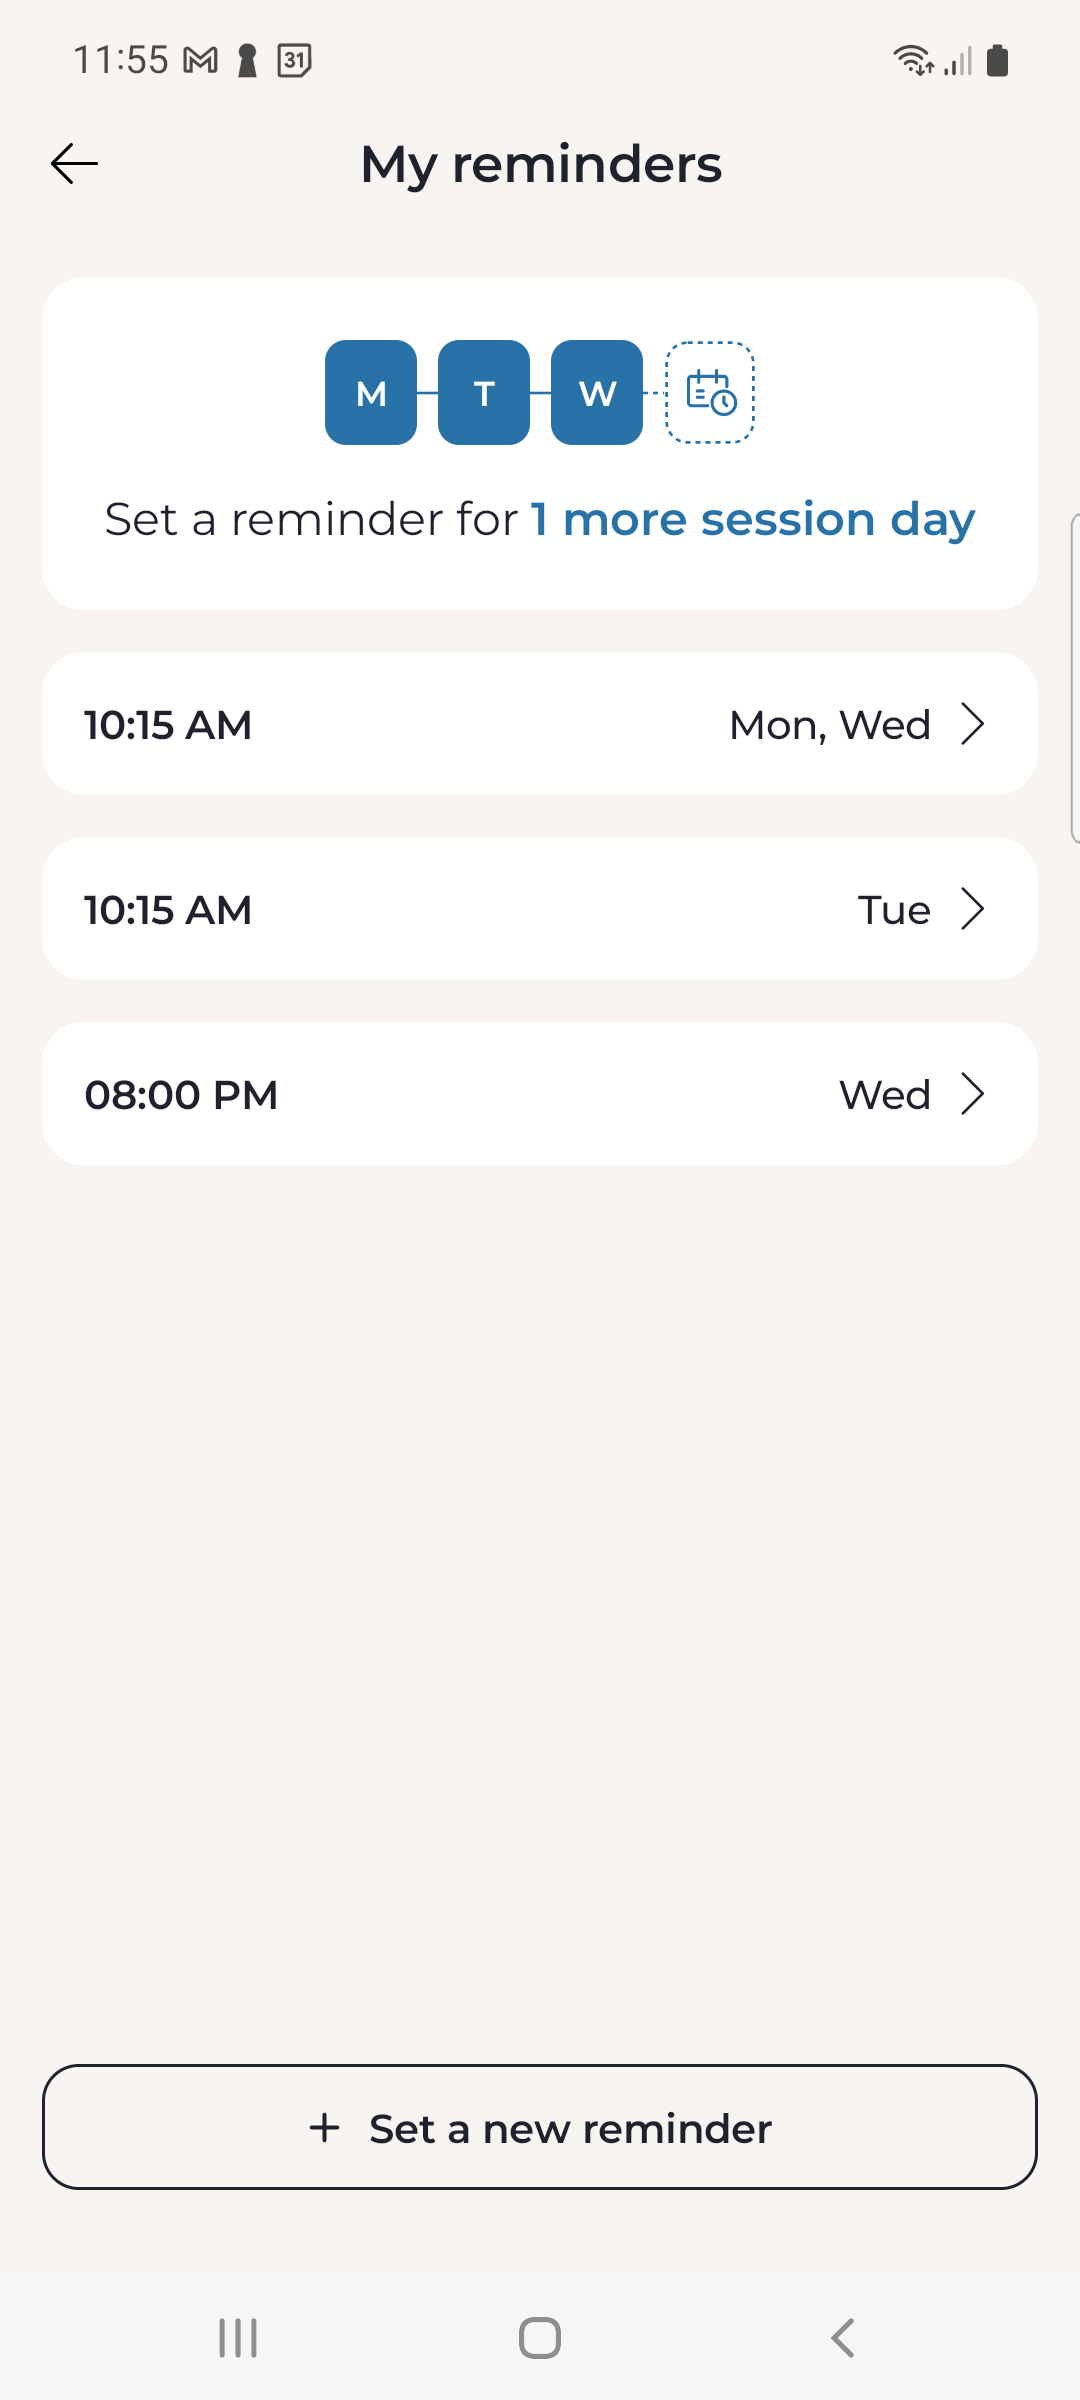 11:55 31
My reminders
M T W
Set a reminder for 1 more session day
10:15 AM Mon, Wed
10:15 AM Tue
08:00 PM Wed
+ Set a new reminder